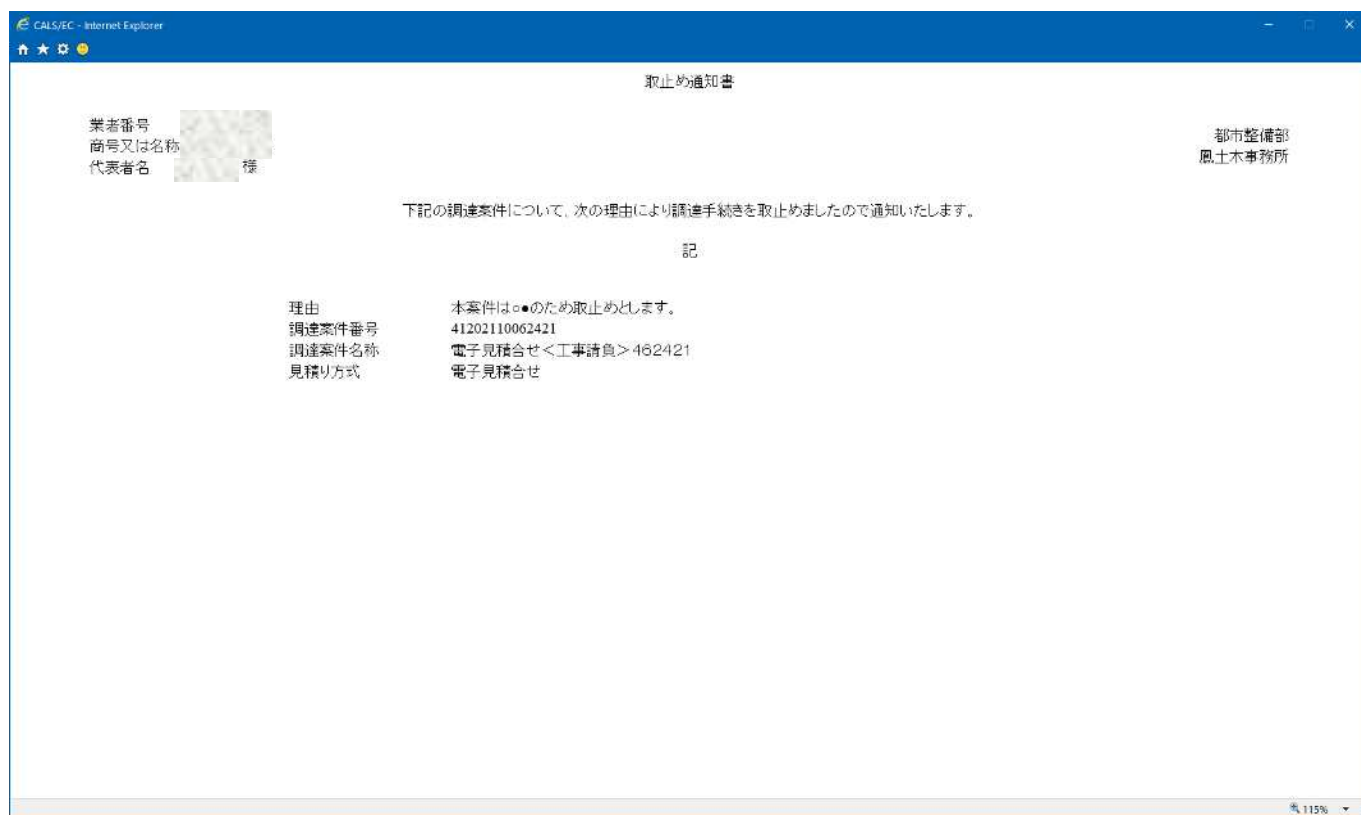 CALS/EC - Internet Explorer
取止め通知書
業者番号
商号又は名称
代表者名 様
都市整備部
鳳土木事務所
下記の調達案件について、次の理由により調達手続きを取止めましたので通知いたします。
記
理由 本案件は○●のため取止めとします。
調達案件番号 41202110062421
調達案件名称 電子見積合せ＜工事請負＞462421
見積り方式 電子見積合せ
115%